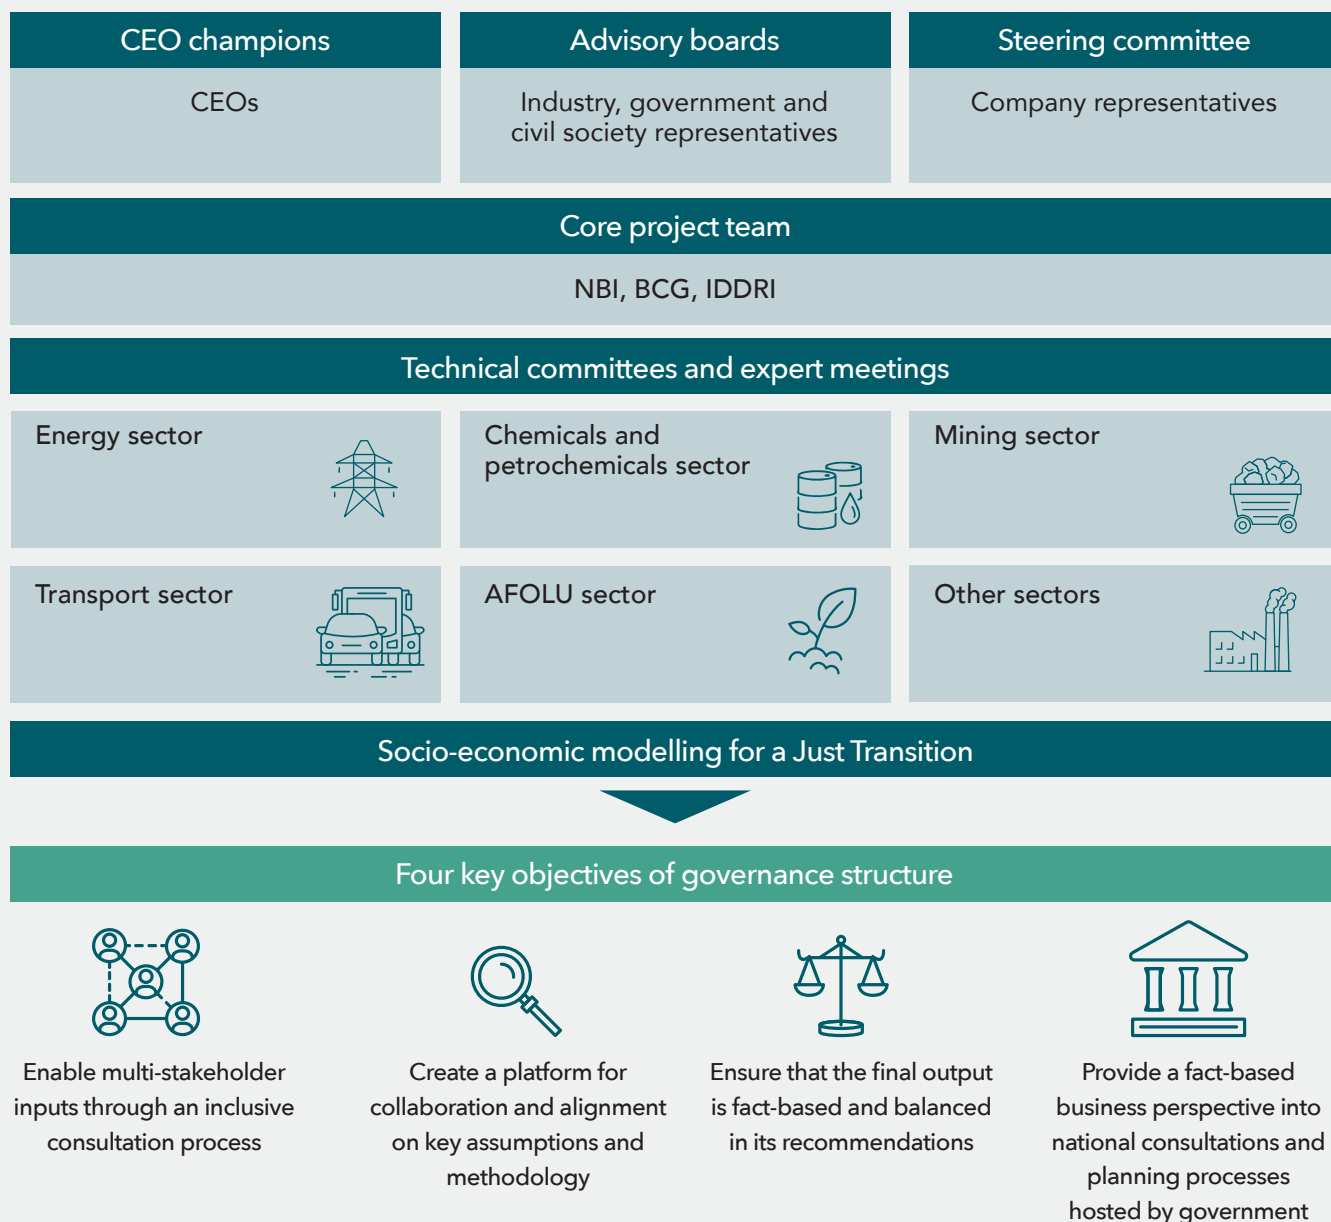 CEO champions
CEOs
Advisory boards
Industry, government and
civil society representatives
Steering committee
Company representatives
Core project team
NBI, BCG, IDDRI
Technical committees and expert meetings
Energy sector
Chemicals and
petrochemicals sector
Mining sector
Transport sector
AFOLU sector
Other sectors
Socio-economic modelling for a Just Transition
Four key objectives of governance structure
Enable multi-stakeholder
inputs through an inclusive
consultation process
Create a platform for
collaboration and alignment
on key assumptions and
methodology
Ensure that the final output
is fact-based and balanced
in its recommendations
Provide a fact-based
business perspective into
national consultations and
planning processes
hosted by government